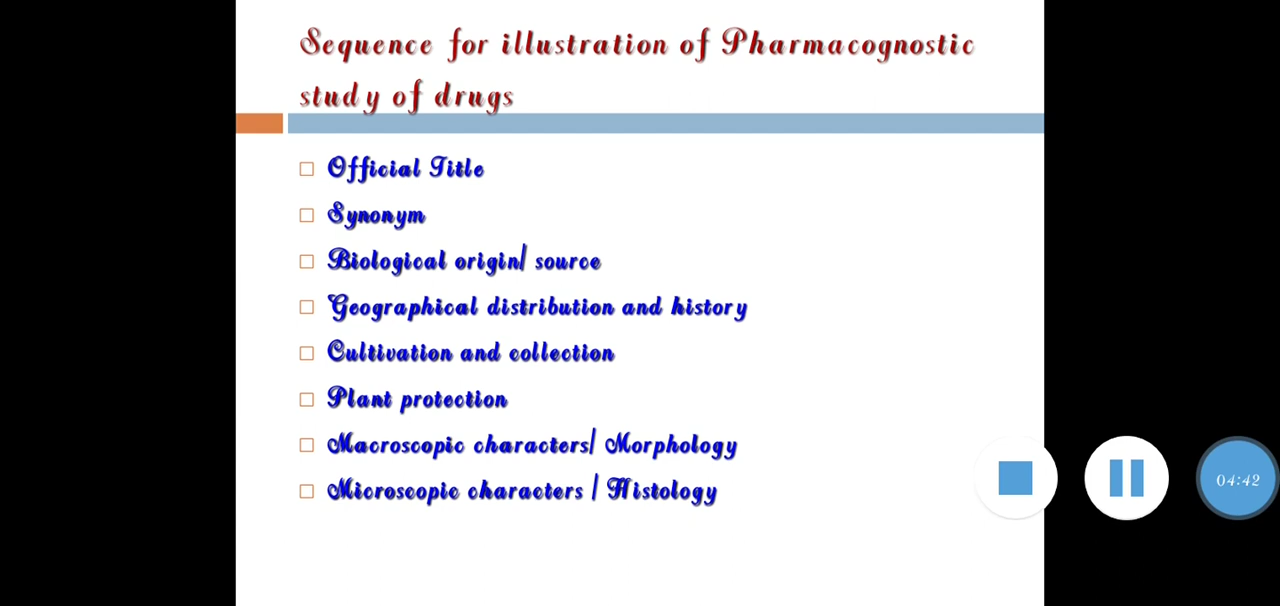 Sequence for illustration of Pharmacognostic
study of drugs
Official Title
Synonym
Biological origin/ source
Geographical distribution and history
Cultivation and collection
Plant protection
Macroscopic characters/ Morphology
Microscopic characters / Histology
04:42